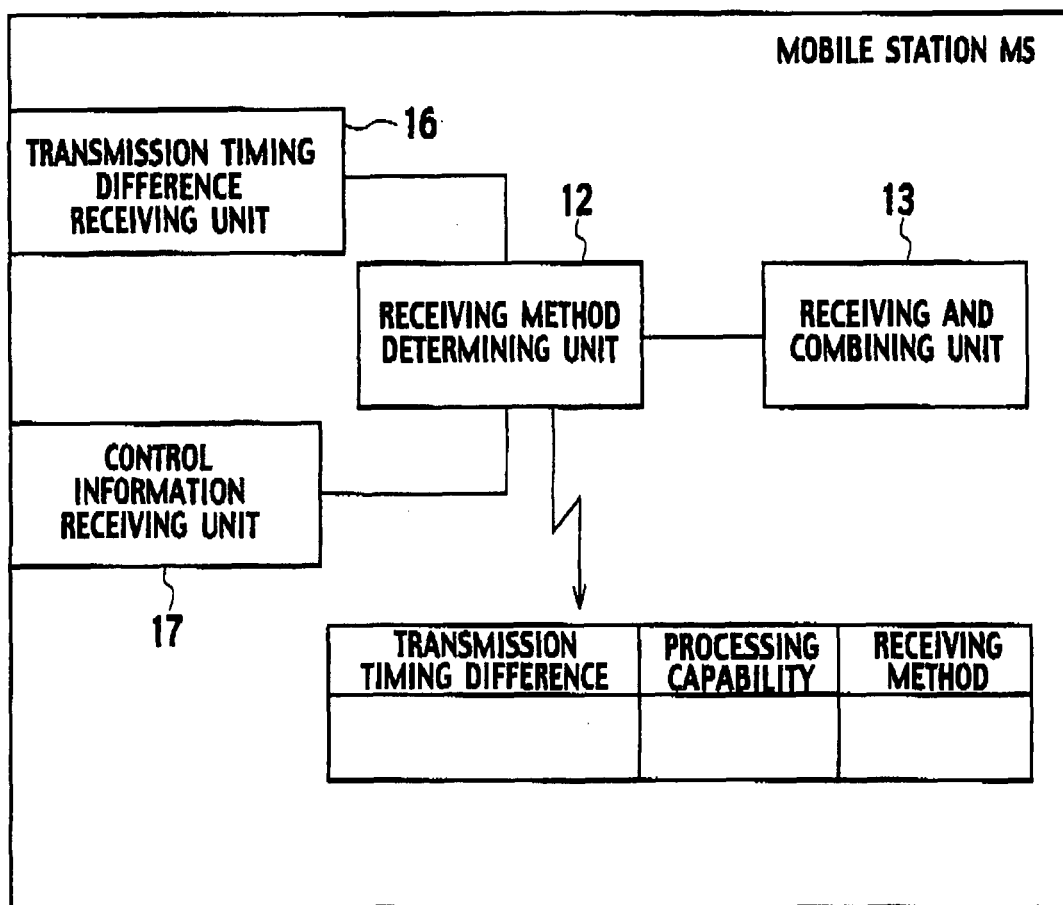 MOBILE STATION MS
16
TRANSMISSION TIMING
DIFFERENCE
RECEIVING UNIT
12
13
RECEIVING METHOD
DETERMINING UNIT
RECEIVING AND
COMBINING UNIT
CONTROL
INFORMATION
RECEIVING UNIT
17
TRANSMISSION
TIMING DIFFERENCE
PROCESSING
CAPABILITY
RECEIVING
METHOD